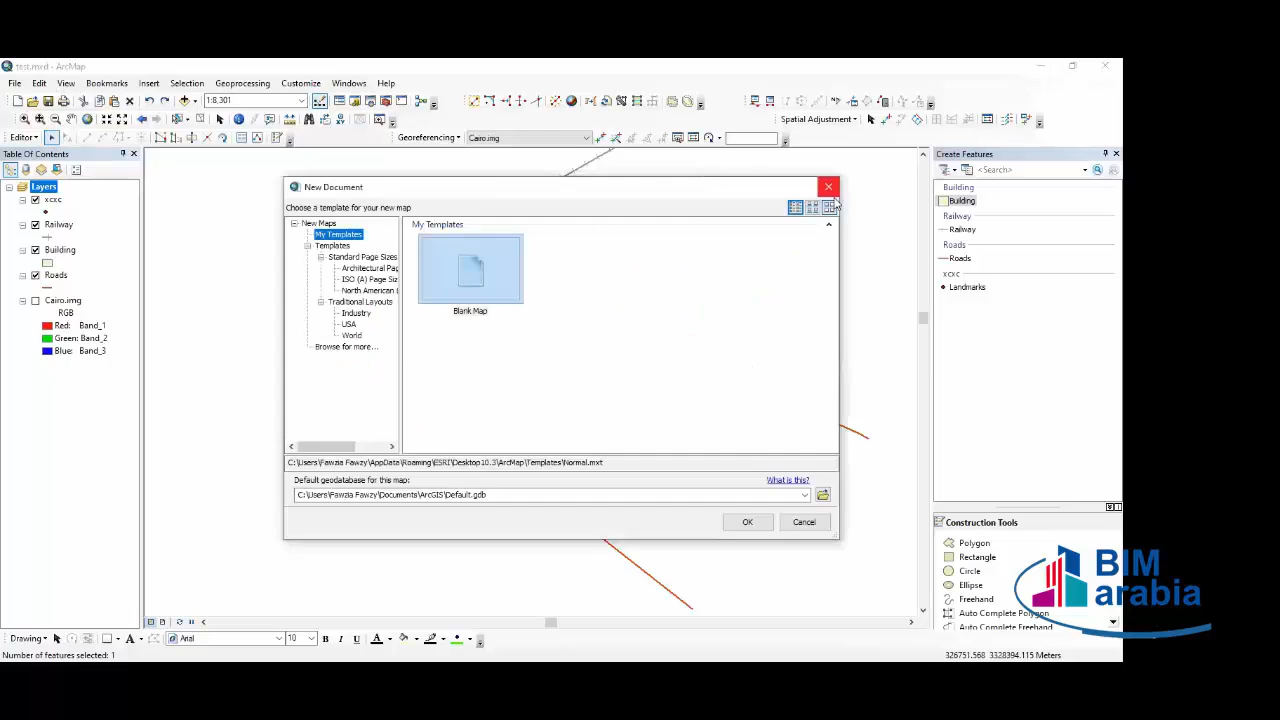 test.mxd - ArcMap
File Edit View Bookmarks Insert Selection Geoprocessing Customize Windows Help
1:8,301
Editor
Georeferencing
Cairo.img
Spatial Adjustment
Table Of Contents
Layers
xcxc
Railway
Building
Roads
Cairo.img
RGB
Red: Band_1
Green: Band_2
Blue: Band_3
New Document
Choose a template for your new map
New Maps
My Templates
Templates
Standard Page Sizes
Architectural Pag
ISO (A) Page Siz
North American (
Traditional Layouts
Industry
USA
World
Browse for more...
My Templates
Blank Map
C:\Users\Fawzia Fawzy\AppData\Roaming\ESRI\Desktop10.3\ArcMap\Templates\Normal.mxt
Default geodatabase for this map:
What is this?
C:\Users\Fawzia Fawzy\Documents\ArcGIS\Default.gdb
OK Cancel
Create Features
<Search>
Building
Building
Railway
Railway
Roads
Roads
xcxc
Landmarks
Construction Tools
Polygon
Rectangle
Circle
Ellipse
Freehand
Auto Complete Polygon
Auto Complete Freehand
BIM
arabia
Drawing
Arial
10
B I U A
Number of features selected: 1
326751.568 3328394.115 Meters